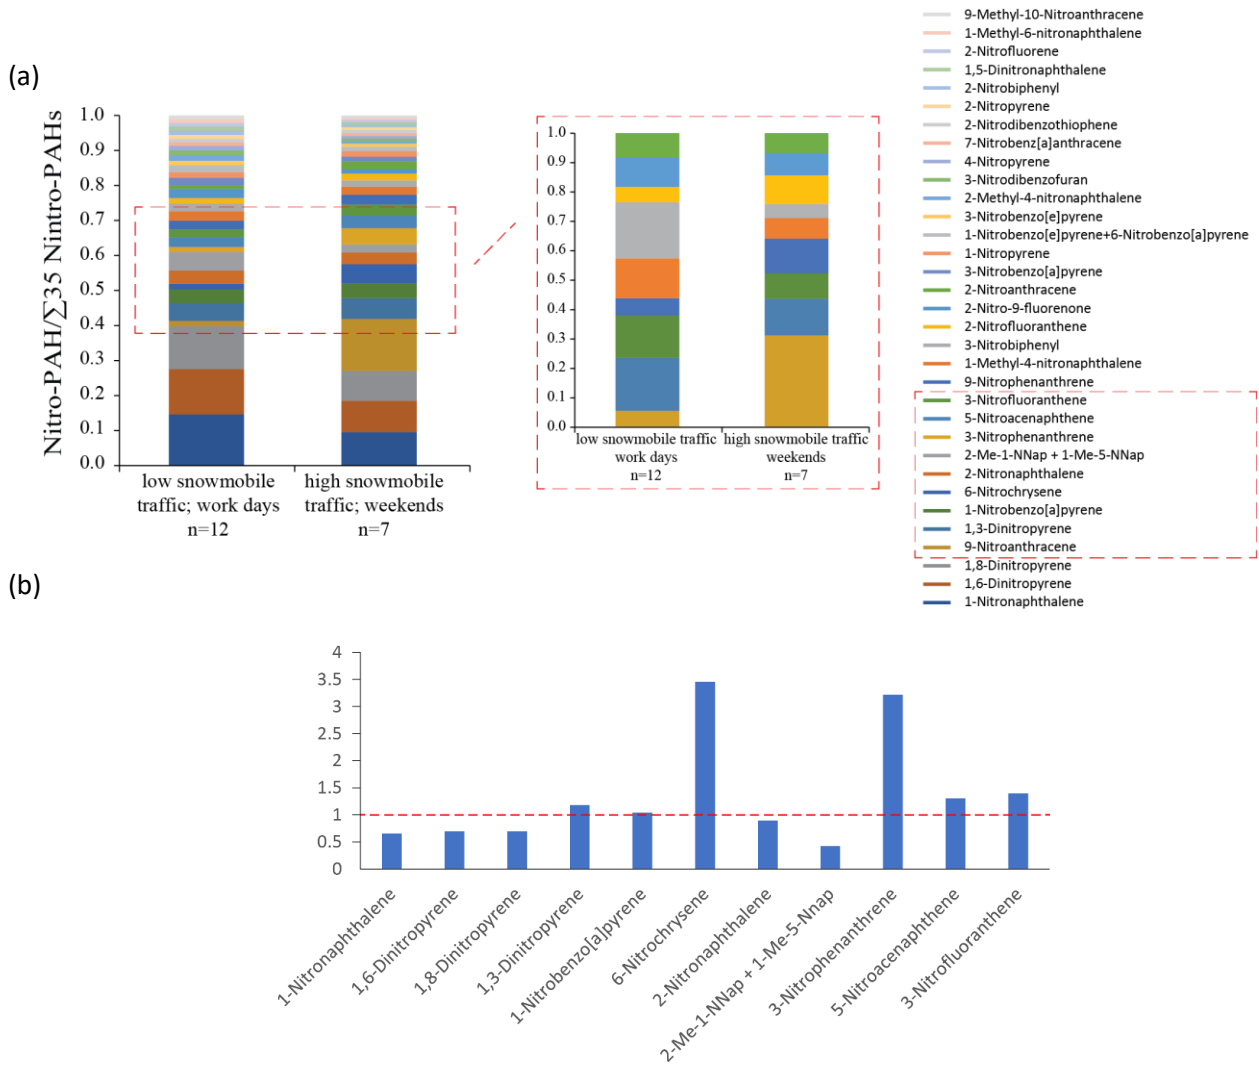 (a)
Nitro-PAH/∑35 Nintro-PAHs
1.0
0.9
0.8
0.7
0.6
0.5
0.4
0.3
0.2
0.1
0.0
low snowmobile
traffic; work days
n=12
high snowmobile
traffic; weekends
n=7
1.0
0.9
0.8
0.7
0.6
0.5
0.4
0.3
0.2
0.1
0.0
low snowmobile traffic
work days
n=12
high snowmobile traffic
weekends
n=7
9-Methyl-10-Nitroanthracene
1-Methyl-6-nitronaphthalene
2-Nitrofluorene
1,5-Dinitronaphthalene
2-Nitrobiphenyl
2-Nitropyrene
2-Nitrodibenzothiophene
7-Nitrobenz[a]anthracene
4-Nitropyrene
3-Nitrodibenzofuran
2-Methyl-4-nitronaphthalene
3-Nitrobenzo[e]pyrene
1-Nitrobenzo[e]pyrene+6-Nitrobenzo[a]pyrene
1-Nitropyrene
3-Nitrobenzo[a]pyrene
2-Nitroanthracene
2-Nitro-9-fluorenone
2-Nitrofluoranthene
3-Nitrobiphenyl
1-Methyl-4-nitronaphthalene
9-Nitrophenanthrene
3-Nitrofluoranthene
5-Nitroacenaphthene
3-Nitrophenanthrene
2-Me-1-NNap + 1-Me-5-NNap
2-Nitronaphthalene
6-Nitrochrysene
1-Nitrobenzo[a]pyrene
1,3-Dinitropyrene
9-Nitroanthracene
1,8-Dinitropyrene
1,6-Dinitropyrene
1-Nitronaphthalene
(b)
4
3.5
3
2.5
2
1.5
1
0.5
0
1-Nitronaphthalene
1,6-Dinitropyrene
1,8-Dinitropyrene
1,3-Dinitropyrene
1-Nitrobenzo[a]pyrene
6-Nitrochrysene
2-Nitronaphthalene
2-Me-1-NNap + 1-Me-5-Nnap
3-Nitrophenanthrene
5-Nitroacenaphthene
3-Nitrofluoranthene